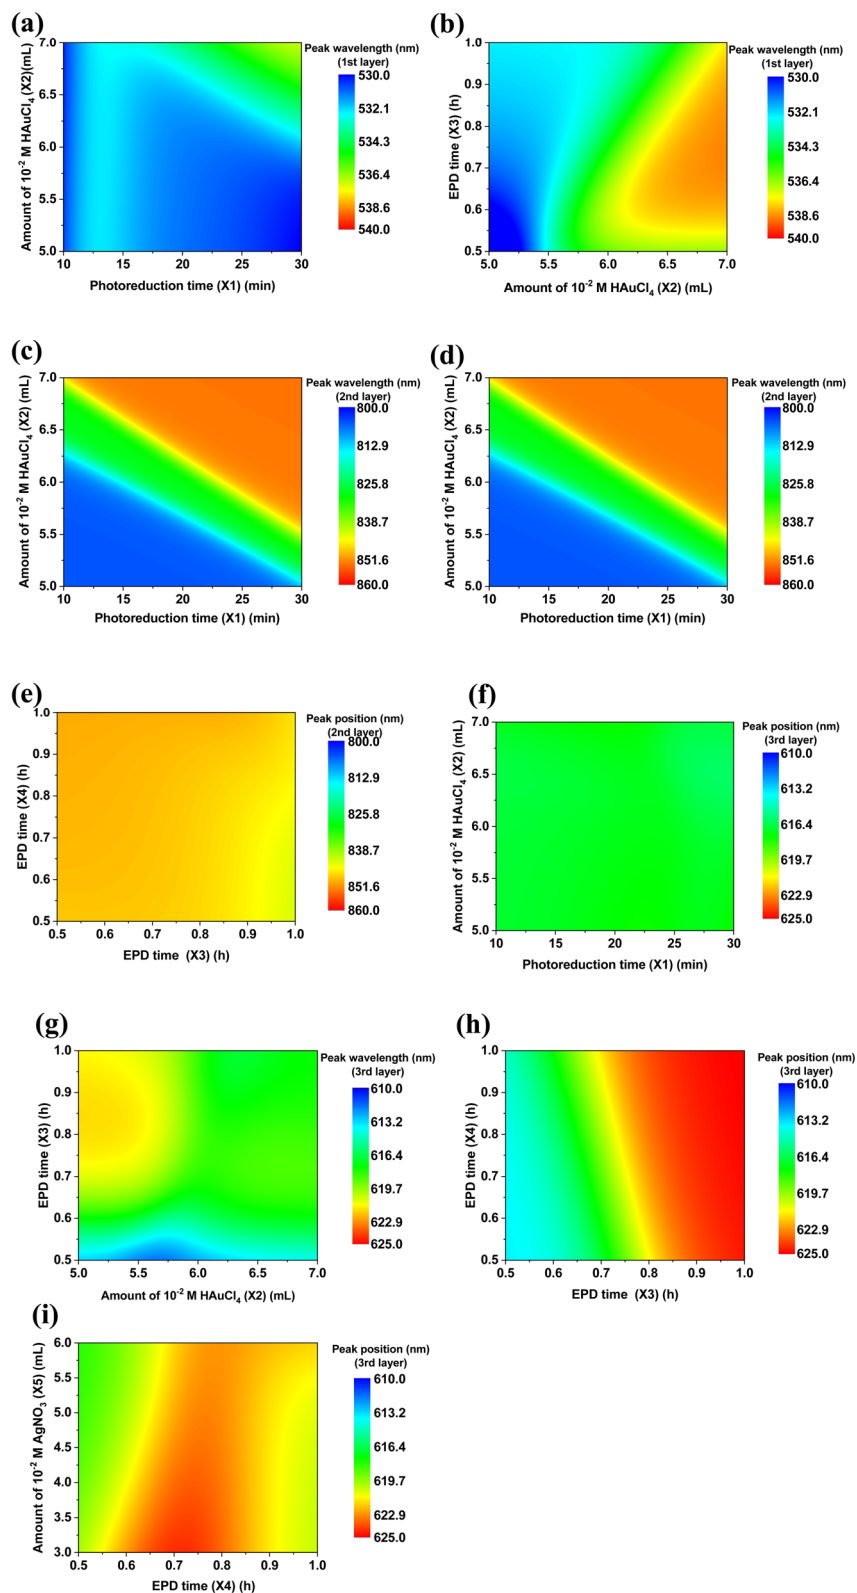 (a)
Amount of 10⁻² M HAuCl₄ (X2)(mL)
7.0
6.5
6.0
5.5
5.0
10 15 20 25 30
Photoreduction time (X1) (min)
Peak wavelength (nm)
(1st layer)
530.0
532.1
534.3
536.4
538.6
540.0
(b)
EPD time (X3) (h)
1.0
0.9
0.8
0.7
0.6
0.5
5.0 5.5 6.0 6.5 7.0
Amount of 10⁻² M HAuCl₄ (X2) (mL)
Peak wavelength (nm)
(1st layer)
530.0
532.1
534.3
536.4
538.6
540.0
(c)
Amount of 10⁻² M HAuCl₄ (X2) (mL)
7.0
6.5
6.0
5.5
5.0
10 15 20 25 30
Photoreduction time (X1) (min)
Peak wavelength (nm)
(2nd layer)
800.0
812.9
825.8
838.7
851.6
860.0
(d)
Amount of 10⁻² M HAuCl₄ (X2) (mL)
7.0
6.5
6.0
5.5
5.0
10 15 20 25 30
Photoreduction time (X1) (min)
Peak wavelength (nm)
(2nd layer)
800.0
812.9
825.8
838.7
851.6
860.0
(e)
EPD time (X4) (h)
1.0
0.9
0.8
0.7
0.6
0.5
0.5 0.6 0.7 0.8 0.9 1.0
EPD time (X3) (h)
Peak position (nm)
(2nd layer)
800.0
812.9
825.8
838.7
851.6
860.0
(f)
Amount of 10⁻² M HAuCl₄ (X2) (mL)
7.0
6.5
6.0
5.5
5.0
10 15 20 25 30
Photoreduction time (X1) (min)
Peak position (nm)
(3rd layer)
610.0
613.2
616.4
619.7
622.9
625.0
(g)
EPD time (X3) (h)
1.0
0.9
0.8
0.7
0.6
0.5
5.0 5.5 6.0 6.5 7.0
Amount of 10⁻² M HAuCl₄ (X2) (mL)
Peak wavelength (nm)
(3rd layer)
610.0
613.2
616.4
619.7
622.9
625.0
(h)
EPD time (X4) (h)
1.0
0.9
0.8
0.7
0.6
0.5
0.5 0.6 0.7 0.8 0.9 1.0
EPD time (X3) (h)
Peak position (nm)
(3rd layer)
610.0
613.2
616.4
619.7
622.9
625.0
(i)
Amount of 10⁻² M AgNO₃ (X5) (mL)
6.0
5.5
5.0
4.5
4.0
3.5
3.0
0.5 0.6 0.7 0.8 0.9 1.0
EPD time (X4) (h)
Peak position (nm)
(3rd layer)
610.0
613.2
616.4
619.7
622.9
625.0